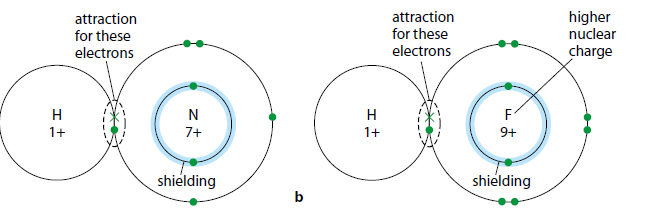 attraction
for these
electrons
H
1+
N
7+
shielding
b
attraction
for these
electrons
higher
nuclear
charge
H
1+
F
9+
shielding